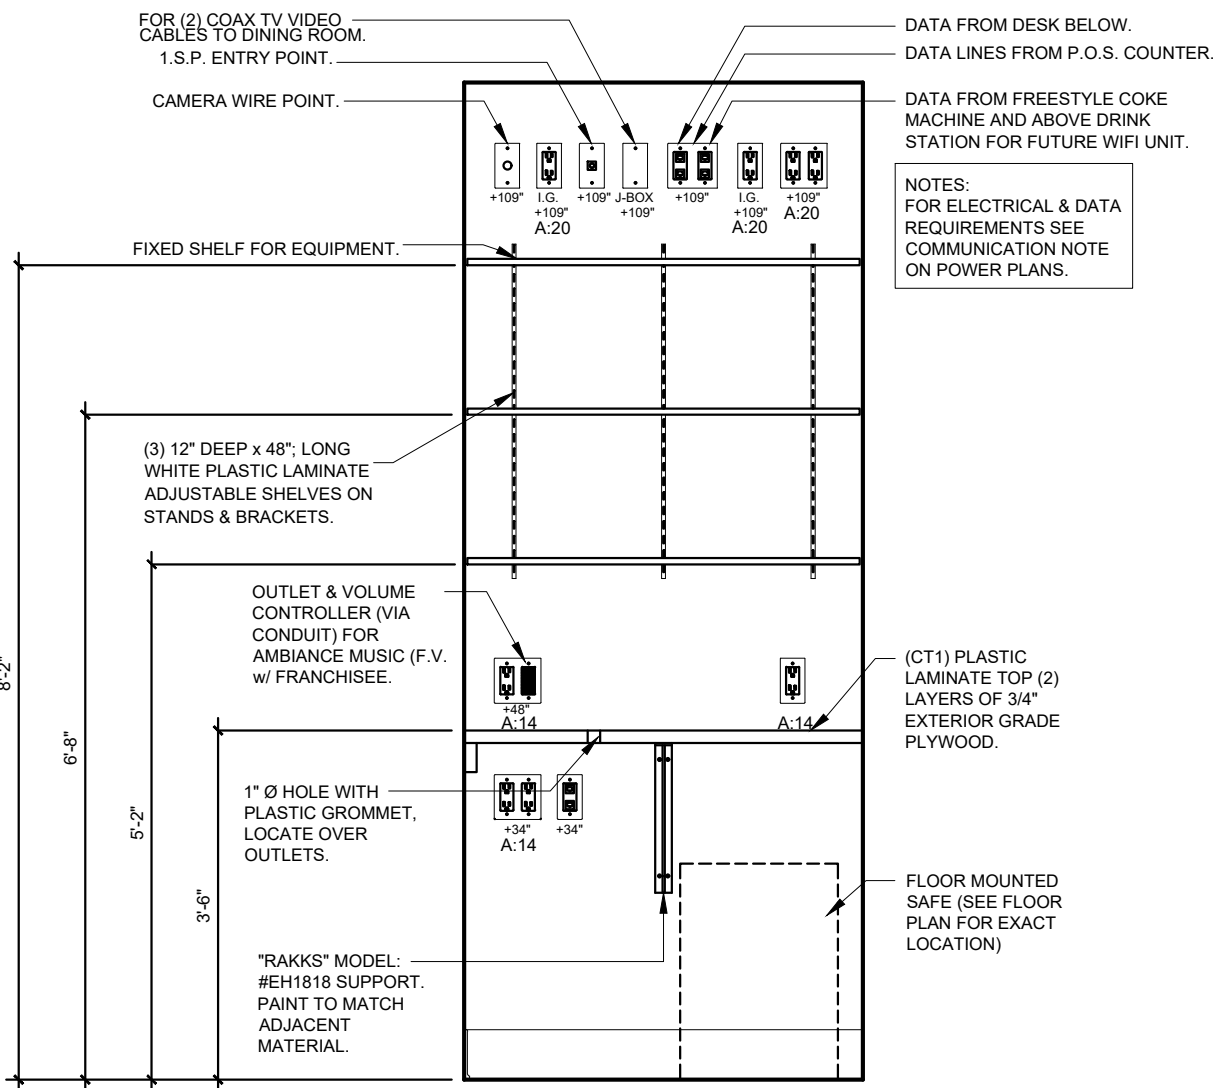 FOR (2) COAX TV VIDEO
CABLES TO DINING ROOM.
1.S.P. ENTRY POINT.
CAMERA WIRE POINT.
DATA FROM DESK BELOW.
DATA LINES FROM P.O.S. COUNTER.
DATA FROM FREESTYLE COKE
MACHINE AND ABOVE DRINK
STATION FOR FUTURE WIFI UNIT.
NOTES:
FOR ELECTRICAL & DATA
REQUIREMENTS SEE
COMMUNICATION NOTE
ON POWER PLANS.
+109"
I.G.
+109"
A:20
+109"
J-BOX
+109"
+109"
I.G.
+109"
A:20
+109"
A:20
FIXED SHELF FOR EQUIPMENT.
(3) 12" DEEP x 48"; LONG
WHITE PLASTIC LAMINATE
ADJUSTABLE SHELVES ON
STANDS & BRACKETS.
OUTLET & VOLUME
CONTROLLER (VIA
CONDUIT) FOR
AMBIANCE MUSIC (F.V.
w/ FRANCHISEE.
+48"
A:14
A:14
(CT1) PLASTIC
LAMINATE TOP (2)
LAYERS OF 3/4"
EXTERIOR GRADE
PLYWOOD.
8'-2"
6'-8"
5'-2"
3'-6"
1" Ø HOLE WITH
PLASTIC GROMMET,
LOCATE OVER
OUTLETS.
+34"
A:14
+34"
FLOOR MOUNTED
SAFE (SEE FLOOR
PLAN FOR EXACT
LOCATION)
"RAKKS" MODEL:
#EH1818 SUPPORT.
PAINT TO MATCH
ADJACENT
MATERIAL.